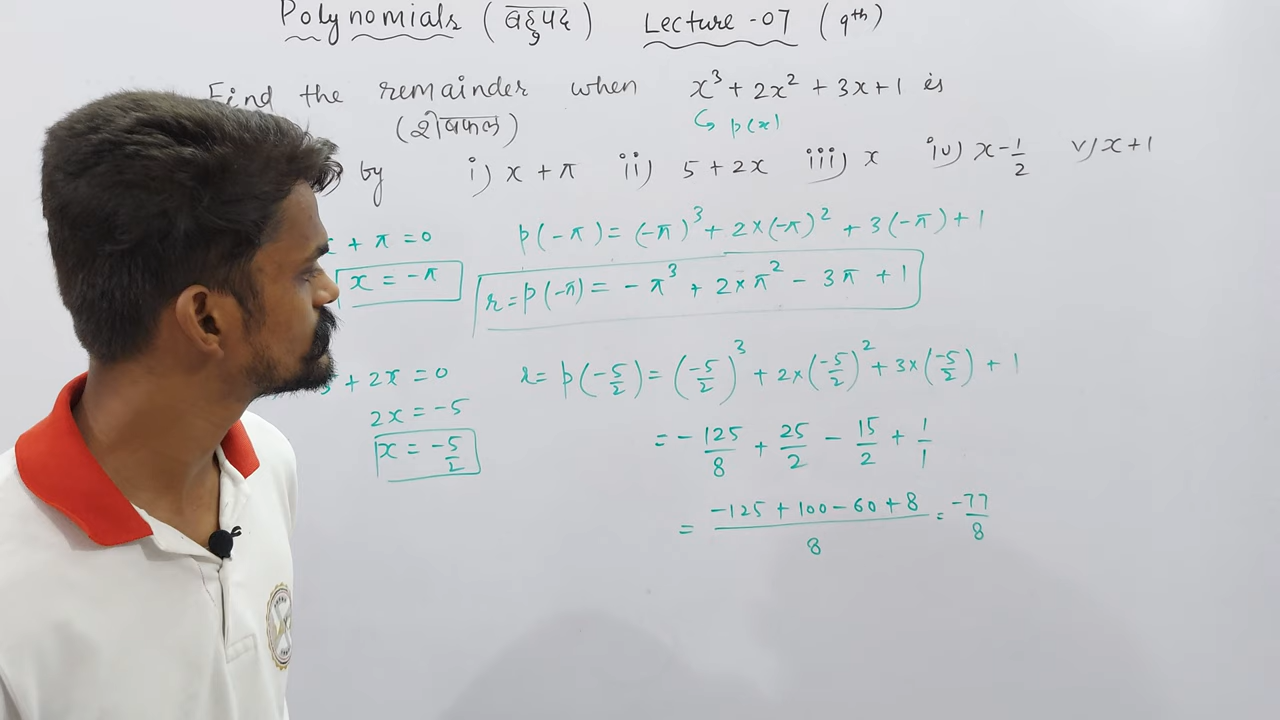 Polynomials (बहुपद) Lecture -07 (9th)
Find the remainder when x³ + 2x² + 3x + 1 is
(शेषफल) ↳ p(x)
by i) x + π ii) 5 + 2x iii) x iv) x - 1/2 v) x + 1
+ π = 0 p(-π) = (-π)³ + 2×(-π)² + 3(-π) + 1
x = -π r = p(-π) = -π³ + 2×π² - 3π + 1
+ 2x = 0 r = p(-5/2) = (-5/2)³ + 2×(-5/2)² + 3×(-5/2) + 1
2x = -5
x = -5/2 = -125/8 + 25/2 - 15/2 + 1/1
= (-125 + 100 - 60 + 8)/8 = -77/8